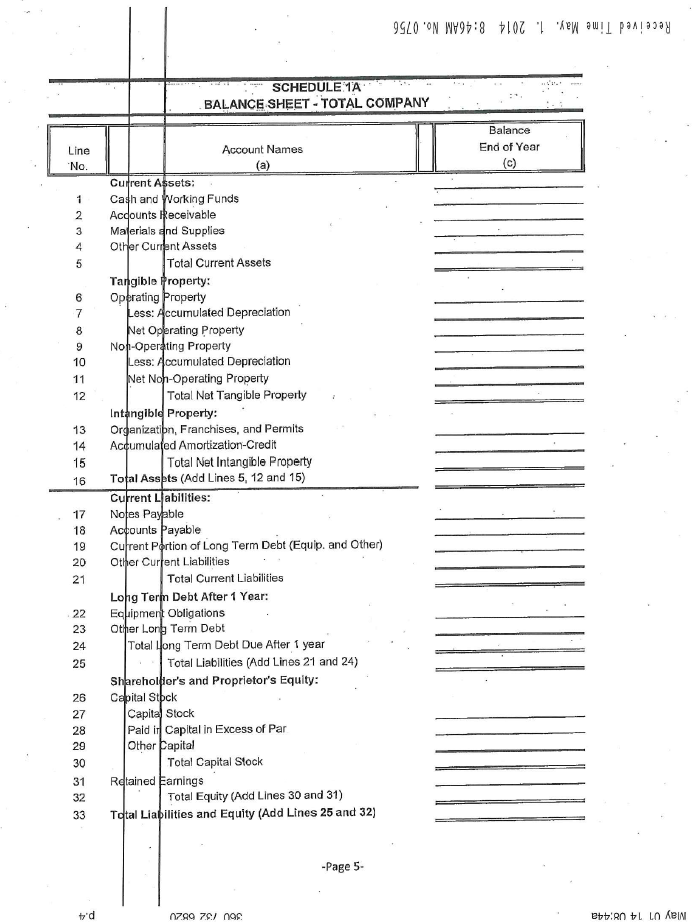 Received Time May. 1. 2014 8:46AM No. 0756
SCHEDULE 1A
BALANCE SHEET - TOTAL COMPANY
Line No.
Account Names (a)
Balance End of Year (c)
Current Assets:
1 Cash and Working Funds
2 Accounts Receivable
3 Materials and Supplies
4 Other Current Assets
5 Total Current Assets
Tangible Property:
6 Operating Property
7 Less: Accumulated Depreciation
8 Net Operating Property
9 Non-Operating Property
10 Less: Accumulated Depreciation
11 Net Non-Operating Property
12 Total Net Tangible Property
Intangible Property:
13 Organization, Franchises, and Permits
14 Accumulated Amortization-Credit
15 Total Net Intangible Property
16 Total Assets (Add Lines 5, 12 and 15)
Current Liabilities:
17 Notes Payable
18 Accounts Payable
19 Current Portion of Long Term Debt (Equip. and Other)
20 Other Current Liabilities
21 Total Current Liabilities
Long Term Debt After 1 Year:
22 Equipment Obligations
23 Other Long Term Debt
24 Total Long Term Debt Due After 1 year
25 Total Liabilities (Add Lines 21 and 24)
Shareholder's and Proprietor's Equity:
26 Capital Stock
27 Capital Stock
28 Paid in Capital in Excess of Par
29 Other Capital
30 Total Capital Stock
31 Retained Earnings
32 Total Equity (Add Lines 30 and 31)
33 Total Liabilities and Equity (Add Lines 25 and 32)
-Page 5-
May 01 14 08:44a 360 732 6820 p.4